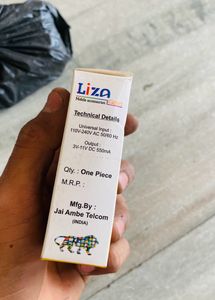 Liza
Mobile accessories
Technical Details
Universal Input :
110V-240V AC 50/60 Hz
Output:
3V-11V DC 550mA
Qty. : One Piece
M.R.P. :
Mfg.By :
Jai Ambe Telcom
(INDIA)